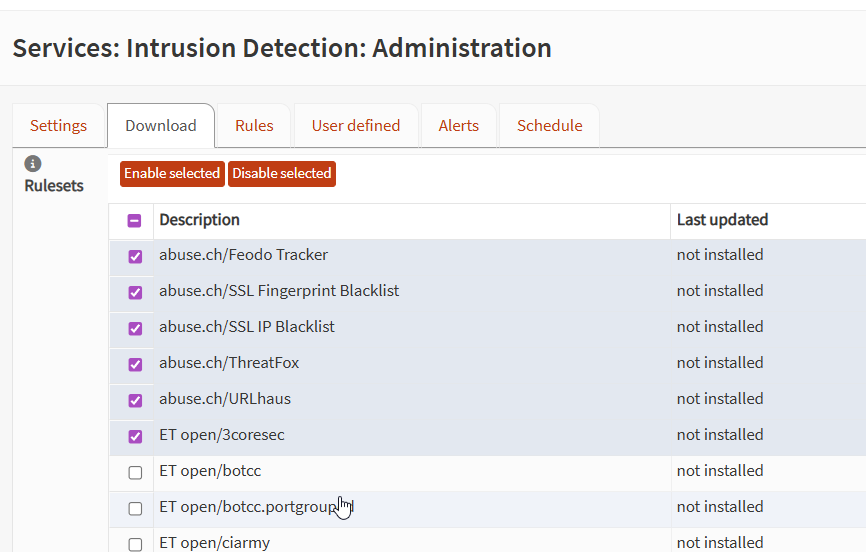 Services: Intrusion Detection: Administration
Settings Download Rules User defined Alerts Schedule
Rulesets
Enable selected Disable selected
Description Last updated
abuse.ch/Feodo Tracker not installed
abuse.ch/SSL Fingerprint Blacklist not installed
abuse.ch/SSL IP Blacklist not installed
abuse.ch/ThreatFox not installed
abuse.ch/URLhaus not installed
ET open/3coresec not installed
ET open/botcc not installed
ET open/botcc.portgrouped not installed
ET open/ciarmy not installed